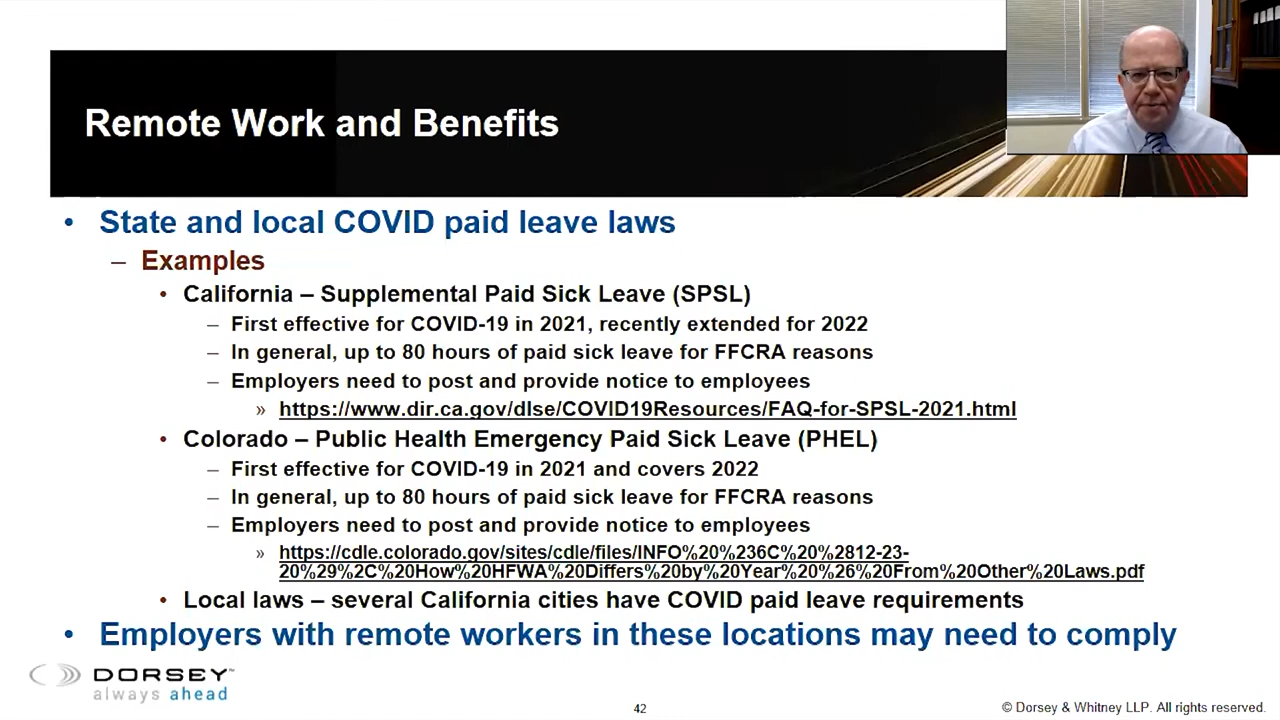 Remote Work and Benefits
• State and local COVID paid leave laws
– Examples
• California – Supplemental Paid Sick Leave (SPSL)
– First effective for COVID-19 in 2021, recently extended for 2022
– In general, up to 80 hours of paid sick leave for FFCRA reasons
– Employers need to post and provide notice to employees
» https://www.dir.ca.gov/dlse/COVID19Resources/FAQ-for-SPSL-2021.html
• Colorado – Public Health Emergency Paid Sick Leave (PHEL)
– First effective for COVID-19 in 2021 and covers 2022
– In general, up to 80 hours of paid sick leave for FFCRA reasons
– Employers need to post and provide notice to employees
» https://cdle.colorado.gov/sites/cdle/files/INFO%20%236C%20%2812-23-
20%29%2C%20How%20HFWA%20Differs%20by%20Year%20%26%20From%20Other%20Laws.pdf
• Local laws – several California cities have COVID paid leave requirements
• Employers with remote workers in these locations may need to comply
DORSEY™
always ahead
42
© Dorsey & Whitney LLP. All rights reserved.